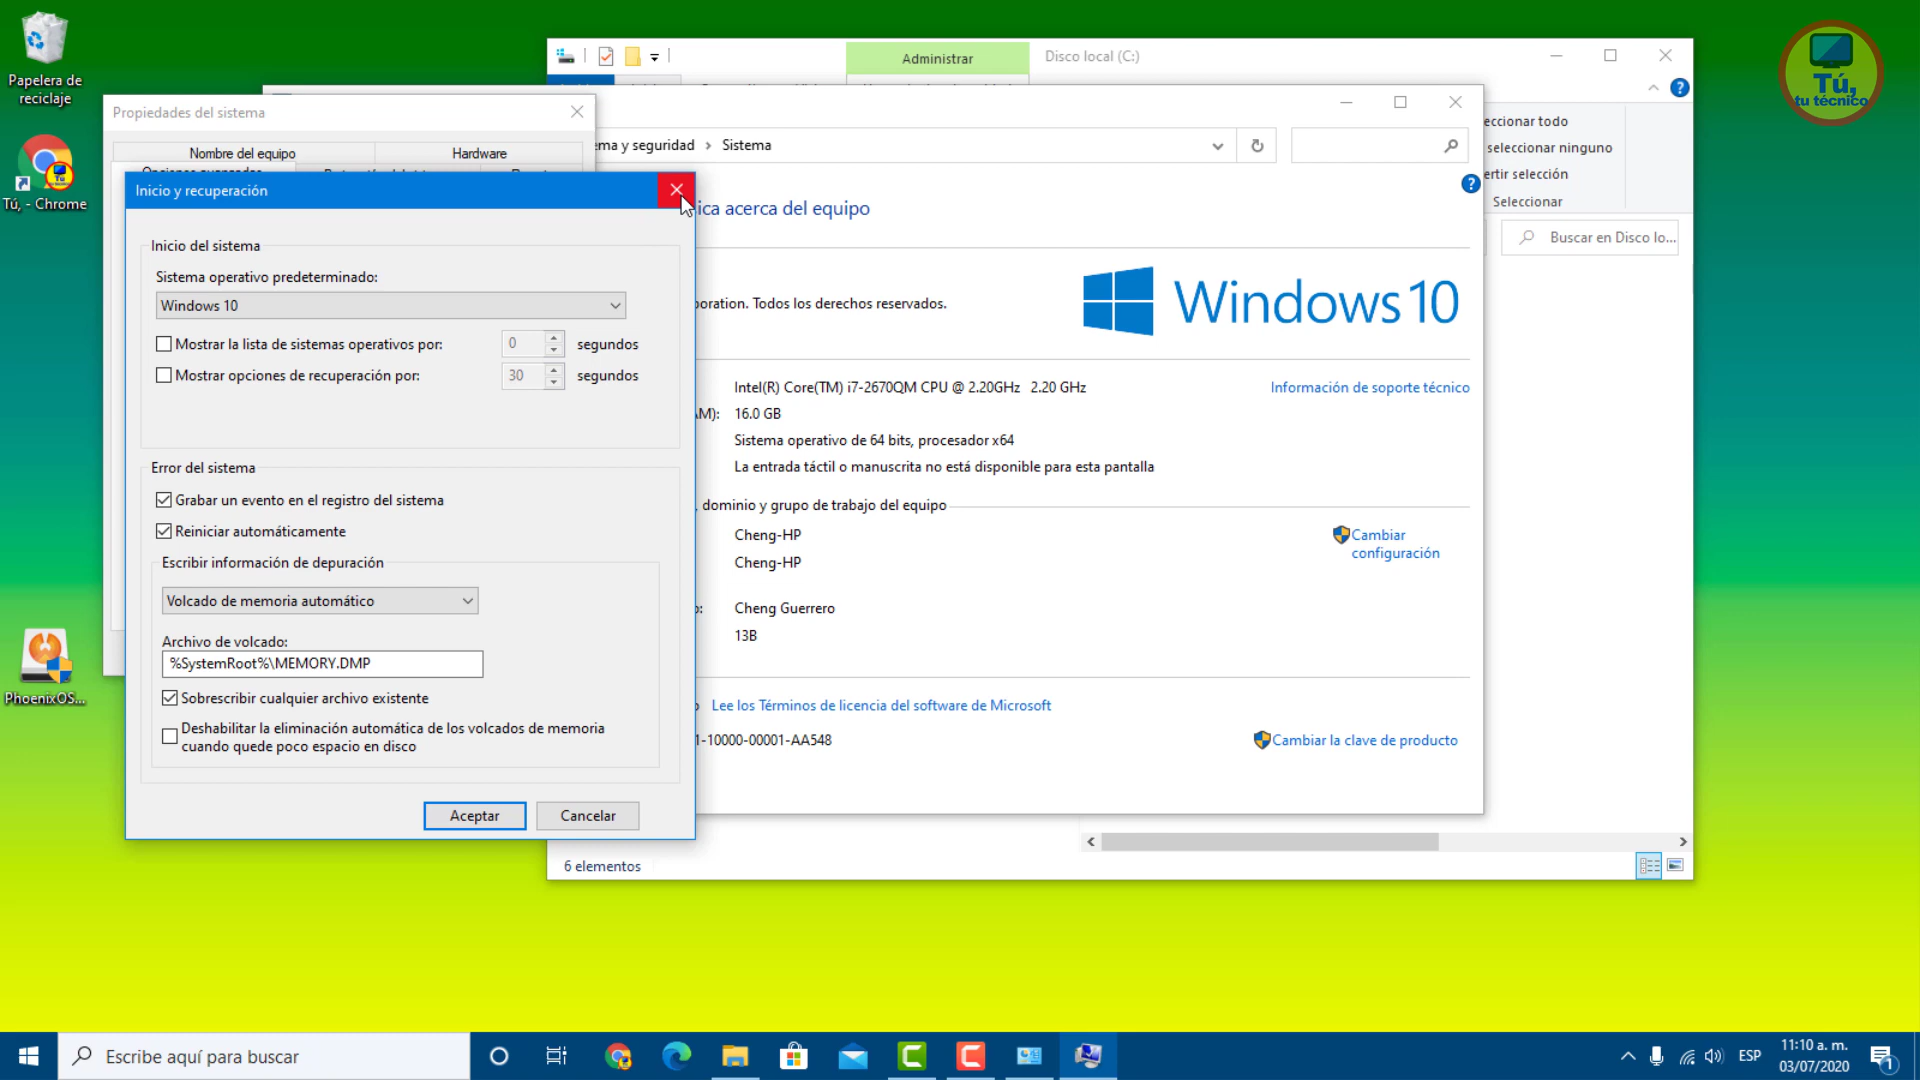 Papelera de
reciclaje
Tú, - Chrome
PhoenixOS...
Administrar
Disco local (C:)
Tú,
tu técnico
Propiedades del sistema
Nombre del equipo
Hardware
ema y seguridad > Sistema
eccionar todo
seleccionar ninguno
ertir selección
Seleccionar
Buscar en Disco lo...
Inicio y recuperación
ica acerca del equipo
Inicio del sistema
Sistema operativo predeterminado:
Windows 10
Mostrar la lista de sistemas operativos por:
0
segundos
Mostrar opciones de recuperación por:
30
segundos
Error del sistema
Grabar un evento en el registro del sistema
Reiniciar automáticamente
Escribir información de depuración
Volcado de memoria automático
Archivo de volcado:
%SystemRoot%\MEMORY.DMP
Sobrescribir cualquier archivo existente
Deshabilitar la eliminación automática de los volcados de memoria
cuando quede poco espacio en disco
Aceptar
Cancelar
oration. Todos los derechos reservados.
Windows 10
Intel(R) Core(TM) i7-2670QM CPU @ 2.20GHz 2.20 GHz
Información de soporte técnico
M):
16.0 GB
Sistema operativo de 64 bits, procesador x64
La entrada táctil o manuscrita no está disponible para esta pantalla
, dominio y grupo de trabajo del equipo
Cheng-HP
Cambiar
configuración
Cheng-HP
Cheng Guerrero
13B
Lee los Términos de licencia del software de Microsoft
1-10000-00001-AA548
Cambiar la clave de producto
6 elementos
Escribe aquí para buscar
ESP
11:10 a. m.
03/07/2020
1